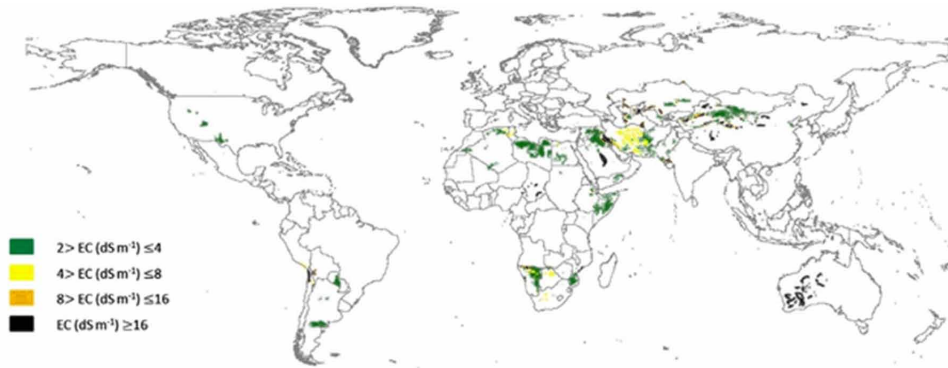 2> EC (dS m⁻¹) ≤4
4> EC (dS m⁻¹) ≤8
8> EC (dS m⁻¹) ≤16
EC (dS m⁻¹) ≥16